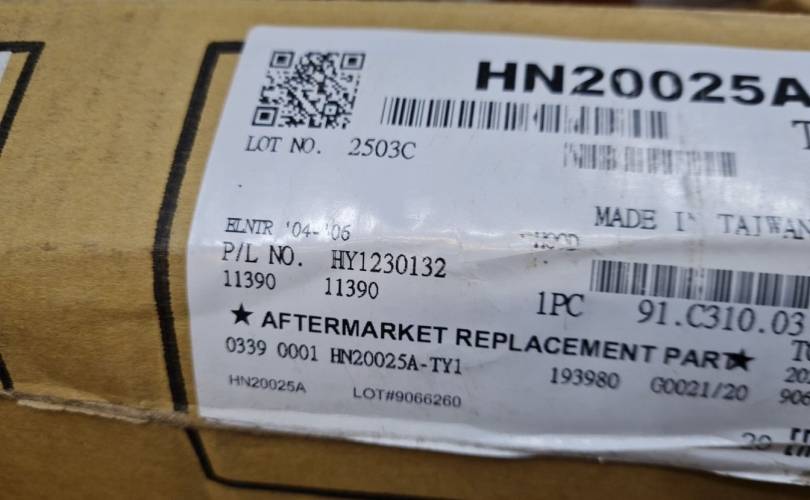 HN20025A
LOT NO. 2503C
MADE IN TAIWAN
ELNTR '04-'06
HOOD
P/L NO. HY1230132
11390 11390
1PC 91.C310.03
★ AFTERMARKET REPLACEMENT PART★
0339 0001 HN20025A-TY1
193980 G0021/20
HN20025A LOT#9066260